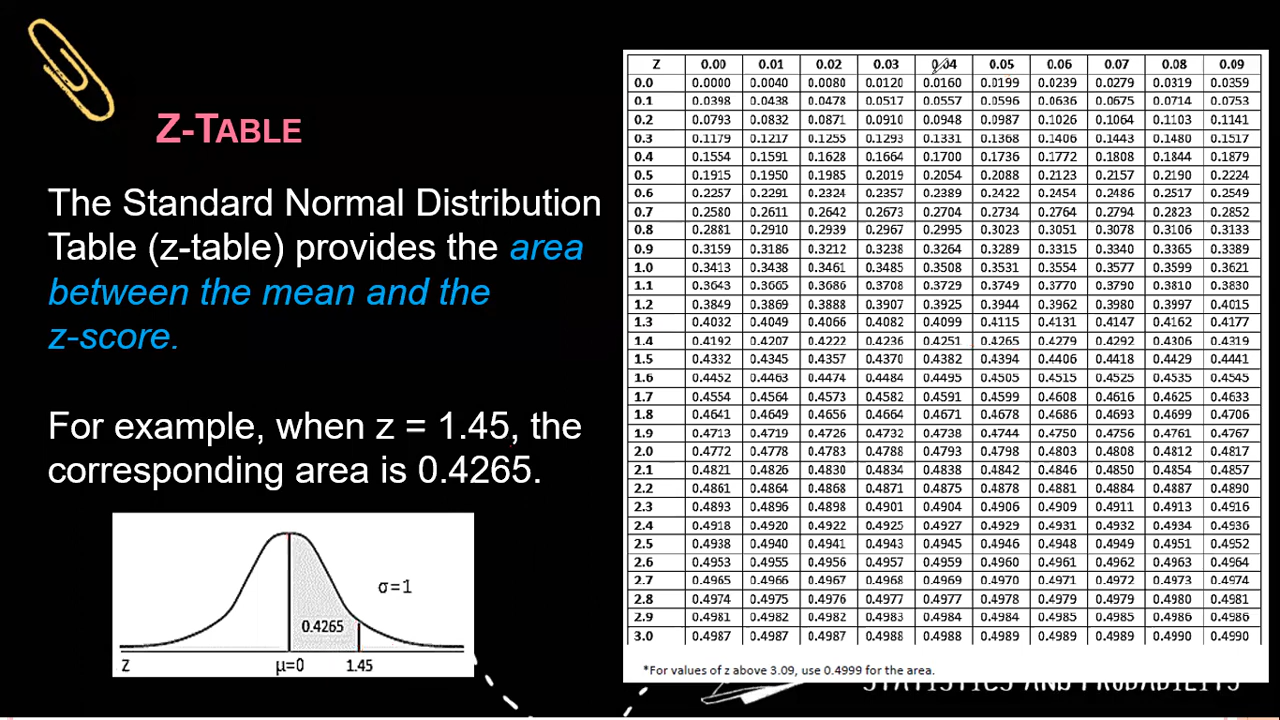 Z-TABLE
The Standard Normal Distribution
Table (z-table) provides the area
between the mean and the
z-score.
For example, when z = 1.45, the
corresponding area is 0.4265.
σ=1
0.4265
Z μ=0 1.45
Z 0.00 0.01 0.02 0.03 0.04 0.05 0.06 0.07 0.08 0.09
0.0 0.0000 0.0040 0.0080 0.0120 0.0160 0.0199 0.0239 0.0279 0.0319 0.0359
0.1 0.0398 0.0438 0.0478 0.0517 0.0557 0.0596 0.0636 0.0675 0.0714 0.0753
0.2 0.0793 0.0832 0.0871 0.0910 0.0948 0.0987 0.1026 0.1064 0.1103 0.1141
0.3 0.1179 0.1217 0.1255 0.1293 0.1331 0.1368 0.1406 0.1443 0.1480 0.1517
0.4 0.1554 0.1591 0.1628 0.1664 0.1700 0.1736 0.1772 0.1808 0.1844 0.1879
0.5 0.1915 0.1950 0.1985 0.2019 0.2054 0.2088 0.2123 0.2157 0.2190 0.2224
0.6 0.2257 0.2291 0.2324 0.2357 0.2389 0.2422 0.2454 0.2486 0.2517 0.2549
0.7 0.2580 0.2611 0.2642 0.2673 0.2704 0.2734 0.2764 0.2794 0.2823 0.2852
0.8 0.2881 0.2910 0.2939 0.2967 0.2995 0.3023 0.3051 0.3078 0.3106 0.3133
0.9 0.3159 0.3186 0.3212 0.3238 0.3264 0.3289 0.3315 0.3340 0.3365 0.3389
1.0 0.3413 0.3438 0.3461 0.3485 0.3508 0.3531 0.3554 0.3577 0.3599 0.3621
1.1 0.3643 0.3665 0.3686 0.3708 0.3729 0.3749 0.3770 0.3790 0.3810 0.3830
1.2 0.3849 0.3869 0.3888 0.3907 0.3925 0.3944 0.3962 0.3980 0.3997 0.4015
1.3 0.4032 0.4049 0.4066 0.4082 0.4099 0.4115 0.4131 0.4147 0.4162 0.4177
1.4 0.4192 0.4207 0.4222 0.4236 0.4251 0.4265 0.4279 0.4292 0.4306 0.4319
1.5 0.4332 0.4345 0.4357 0.4370 0.4382 0.4394 0.4406 0.4418 0.4429 0.4441
1.6 0.4452 0.4463 0.4474 0.4484 0.4495 0.4505 0.4515 0.4525 0.4535 0.4545
1.7 0.4554 0.4564 0.4573 0.4582 0.4591 0.4599 0.4608 0.4616 0.4625 0.4633
1.8 0.4641 0.4649 0.4656 0.4664 0.4671 0.4678 0.4686 0.4693 0.4699 0.4706
1.9 0.4713 0.4719 0.4726 0.4732 0.4738 0.4744 0.4750 0.4756 0.4761 0.4767
2.0 0.4772 0.4778 0.4783 0.4788 0.4793 0.4798 0.4803 0.4808 0.4812 0.4817
2.1 0.4821 0.4826 0.4830 0.4834 0.4838 0.4842 0.4846 0.4850 0.4854 0.4857
2.2 0.4861 0.4864 0.4868 0.4871 0.4875 0.4878 0.4881 0.4884 0.4887 0.4890
2.3 0.4893 0.4896 0.4898 0.4901 0.4904 0.4906 0.4909 0.4911 0.4913 0.4916
2.4 0.4918 0.4920 0.4922 0.4925 0.4927 0.4929 0.4931 0.4932 0.4934 0.4936
2.5 0.4938 0.4940 0.4941 0.4943 0.4945 0.4946 0.4948 0.4949 0.4951 0.4952
2.6 0.4953 0.4955 0.4956 0.4957 0.4959 0.4960 0.4961 0.4962 0.4963 0.4964
2.7 0.4965 0.4966 0.4967 0.4968 0.4969 0.4970 0.4971 0.4972 0.4973 0.4974
2.8 0.4974 0.4975 0.4976 0.4977 0.4977 0.4978 0.4979 0.4979 0.4980 0.4981
2.9 0.4981 0.4982 0.4982 0.4983 0.4984 0.4984 0.4985 0.4985 0.4986 0.4986
3.0 0.4987 0.4987 0.4987 0.4988 0.4988 0.4989 0.4989 0.4989 0.4990 0.4990
*For values of z above 3.09, use 0.4999 for the area.
STATISTICS AND PROBABILITY